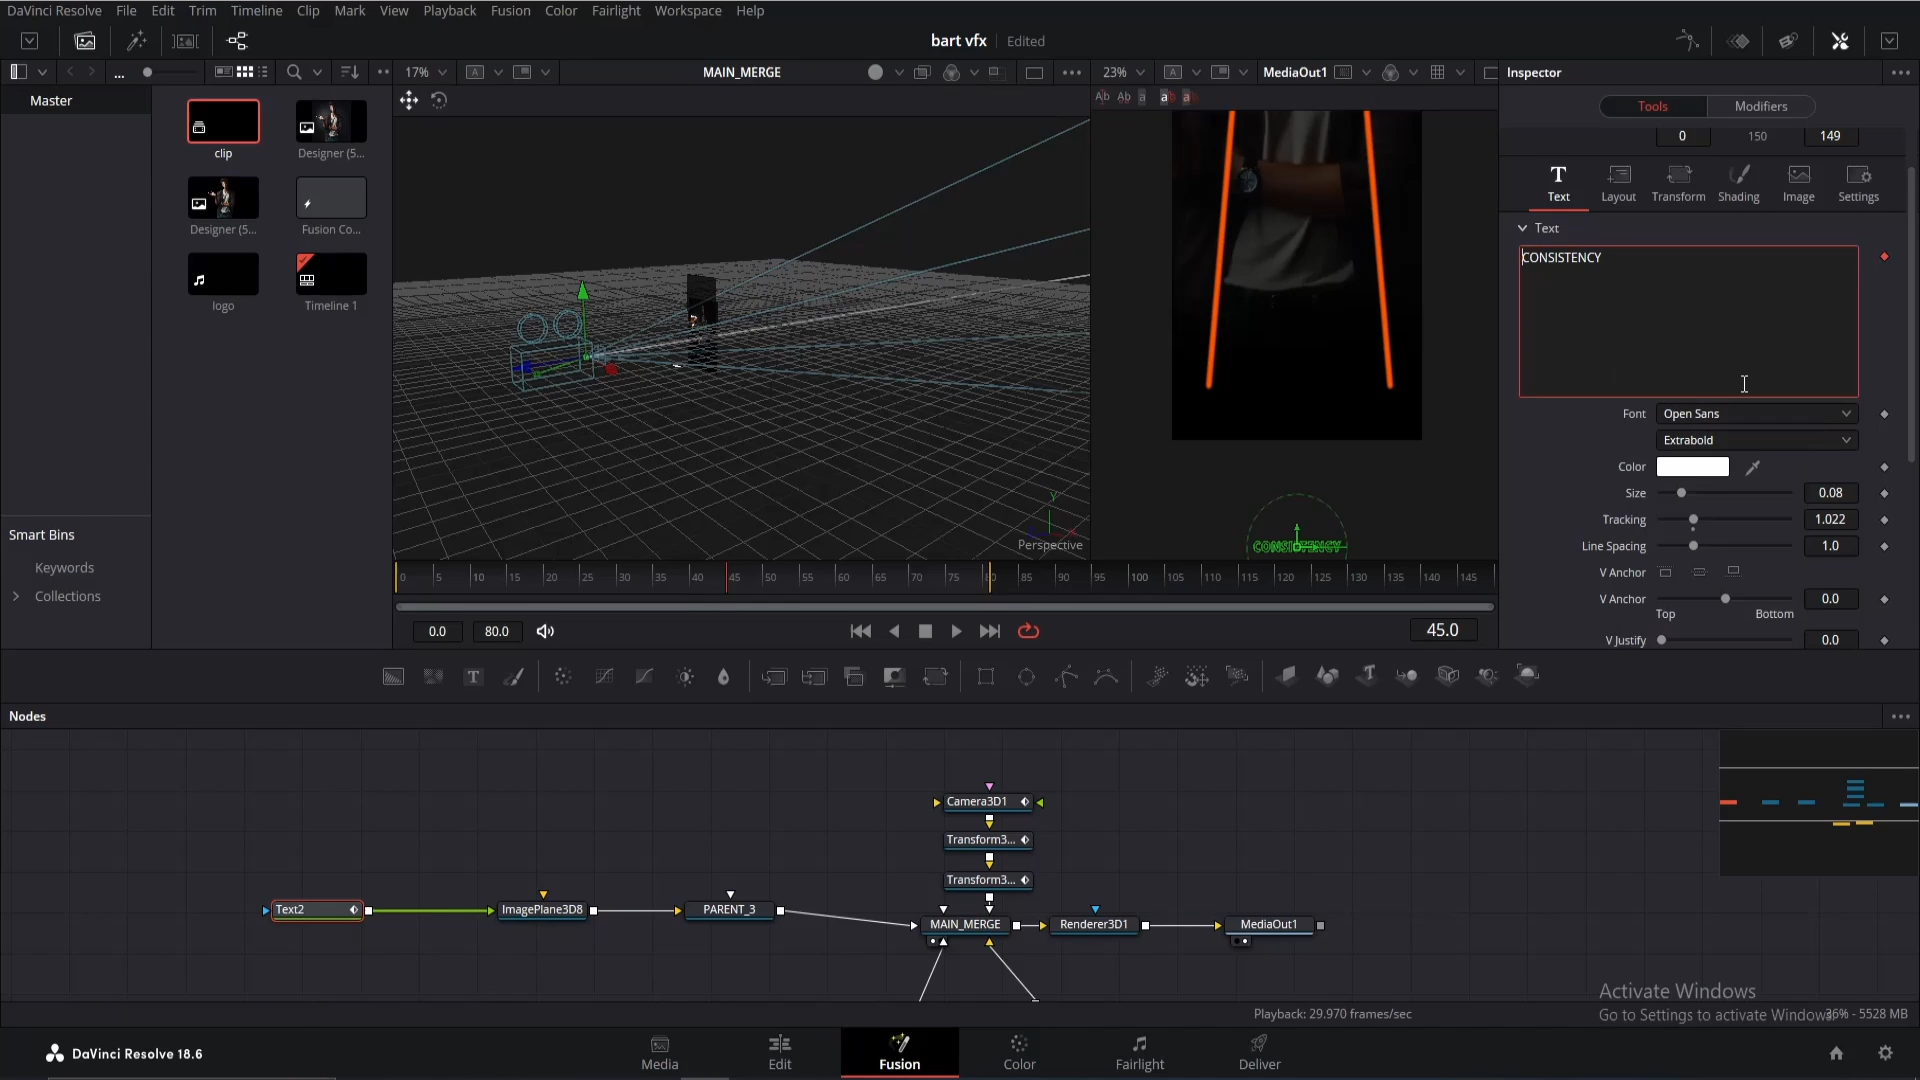 DaVinci Resolve File Edit Trim Timeline Clip Mark View Playback Fusion Color Fairlight Workspace Help
bart vfx Edited
17% MAIN_MERGE 23% MediaOut1 Inspector
Master
Tools Modifiers
0 150 149
clip Designer (5...
Designer (5... Fusion Co...
logo Timeline 1
Text Layout Transform Shading Image Settings
Text
CONSISTENCY
Font Open Sans
Extrabold
Color
Size 0.08
Tracking 1.022
Line Spacing 1.0
V Anchor
V Anchor 0.0
Top Bottom
V Justify 0.0
Perspective
CONSISTENCY
Smart Bins
Keywords
Collections
0 5 10 15 20 25 30 35 40 45 50 55 60 65 70 75 80 85 90 95 100 105 110 115 120 125 130 135 140 145
0.0 80.0 45.0
Nodes
Camera3D1
Transform3...
Transform3...
Text2 ImagePlane3D8 PARENT_3 MAIN_MERGE Renderer3D1 MediaOut1
Activate Windows
Go to Settings to activate Windows.
Playback: 29.970 frames/sec 36% - 5528 MB
DaVinci Resolve 18.6
Media Edit Fusion Color Fairlight Deliver